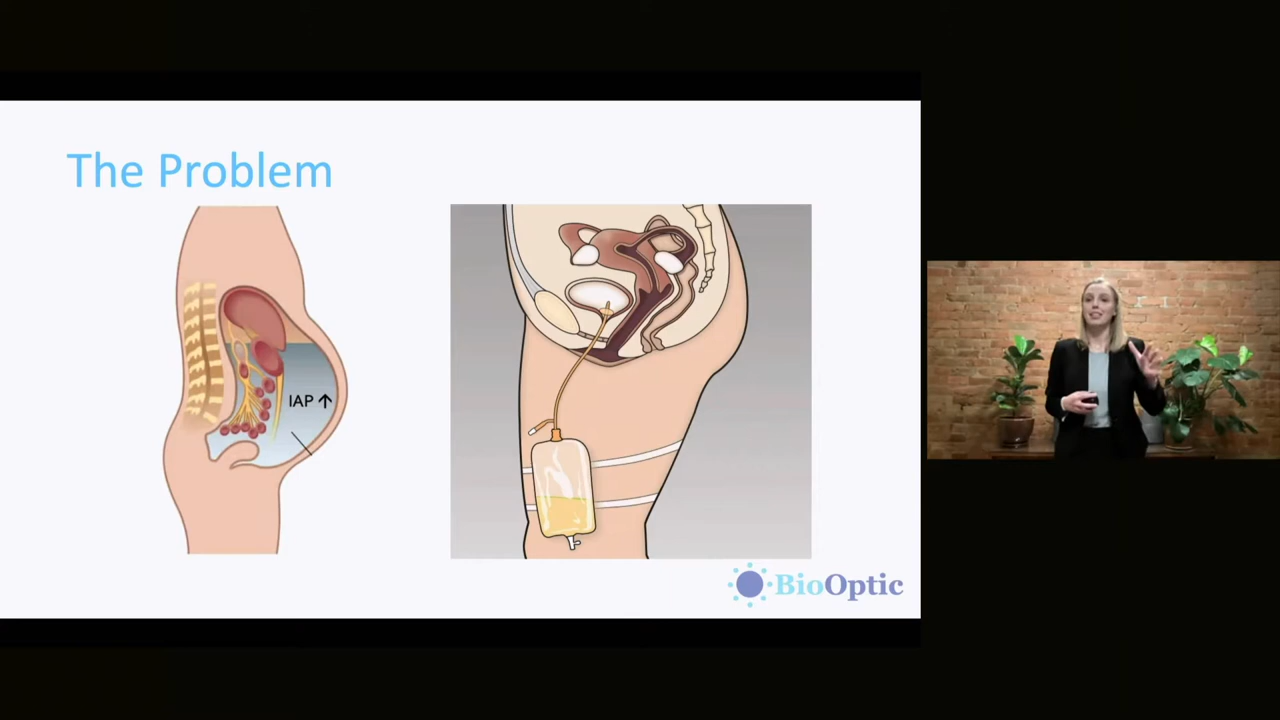 The Problem
IAP ↑
BioOptic